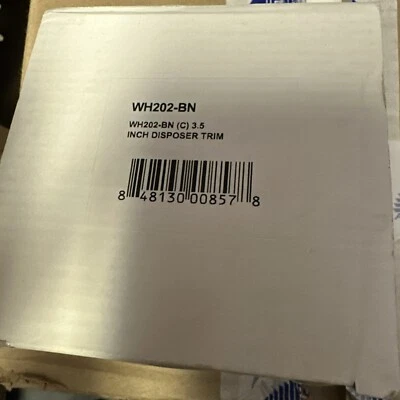 WH202-BN
WH202-BN (C) 3.5
INCH DISPOSER TRIM
8 48130 00857 8